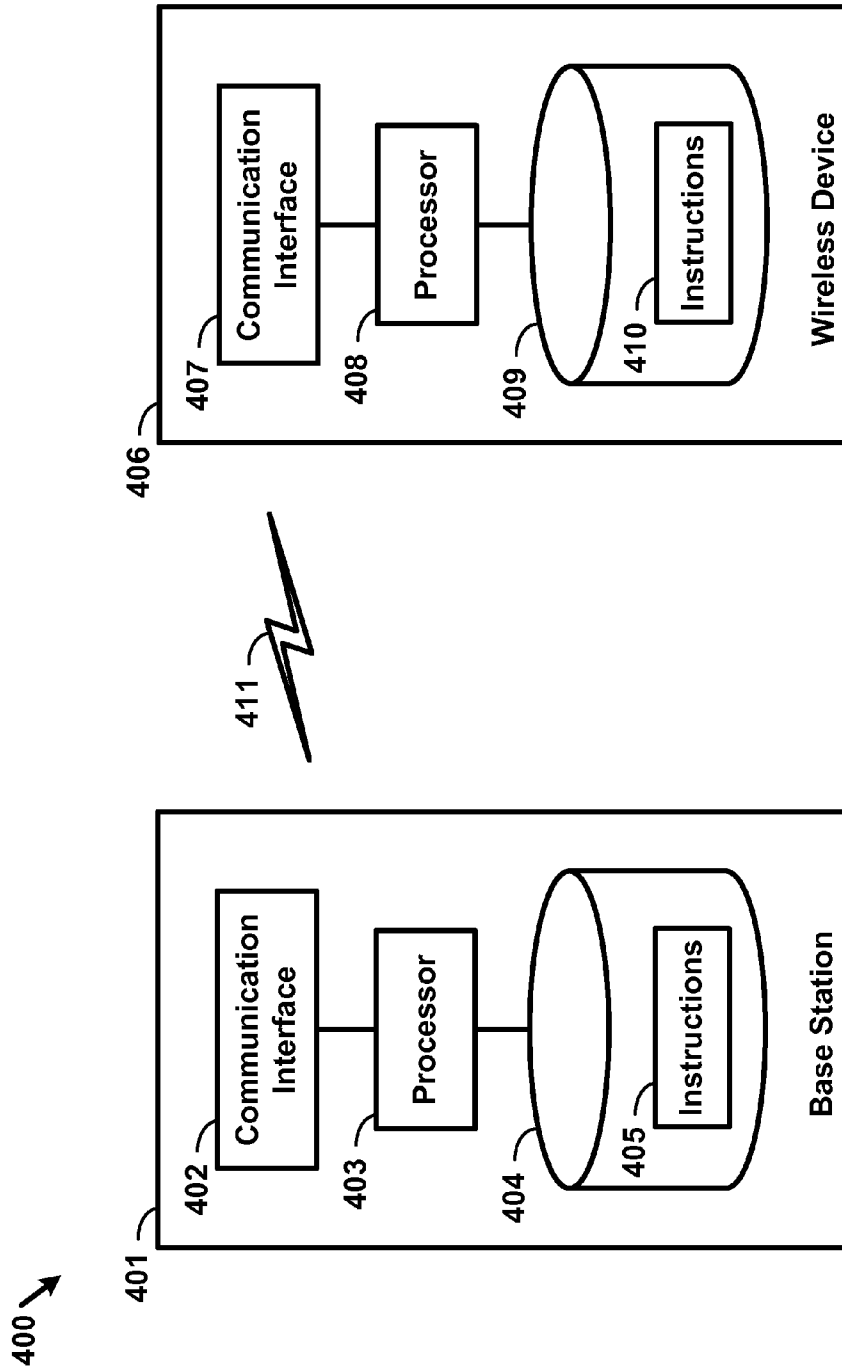 400
401
402
Communication
Interface
403
Processor
404
405
Instructions
Base Station
411
406
407
Communication
Interface
408
Processor
409
410
Instructions
Wireless Device